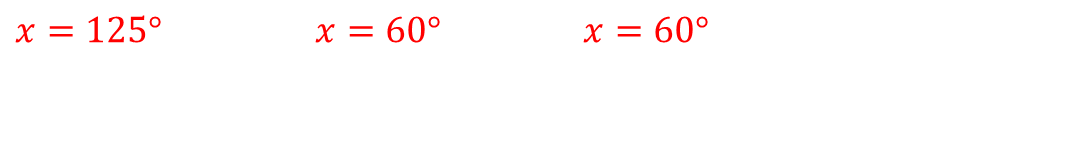 x = 125° x = 60° x = 60°